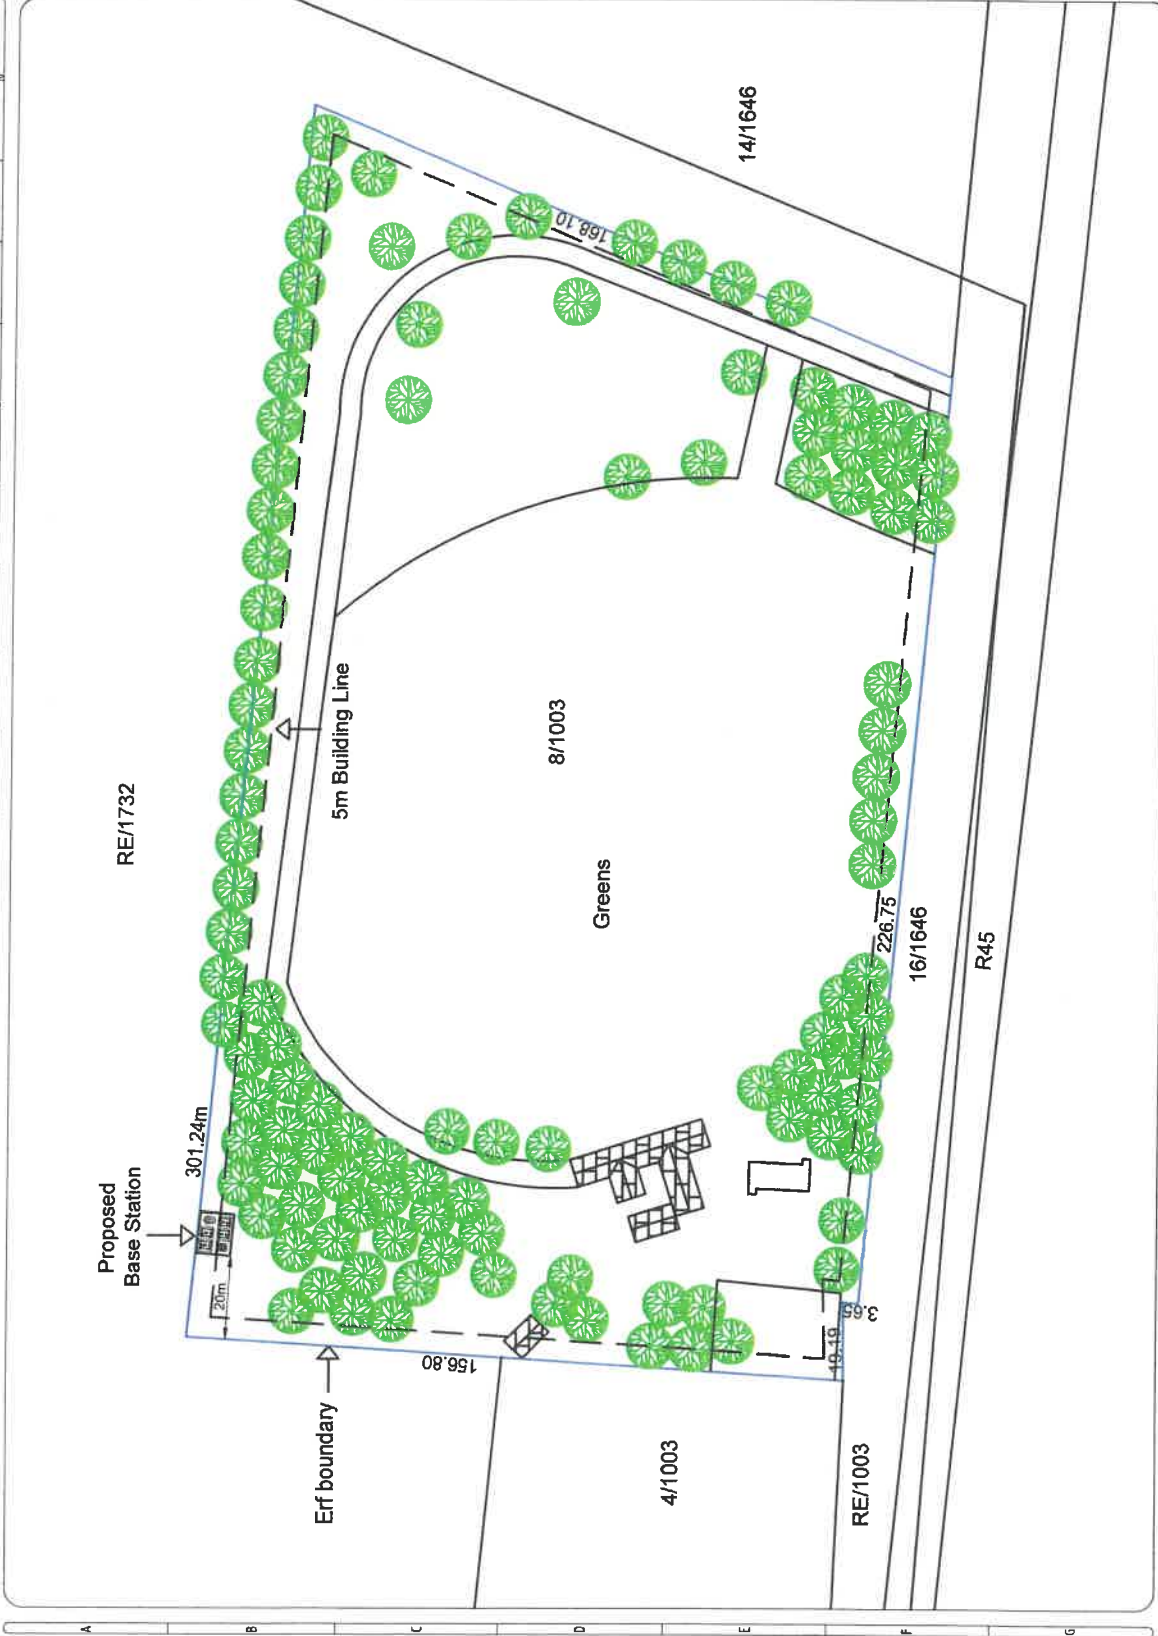 RE/1732
14/1646
168.10
5m Building Line
8/1003
Greens
301.24m
Proposed
Base Station
20m
226.75
16/1646
R45
156.80
Erf boundary
3.65
19.19
4/1003
RE/1003
A
B
C
D
E
F
G